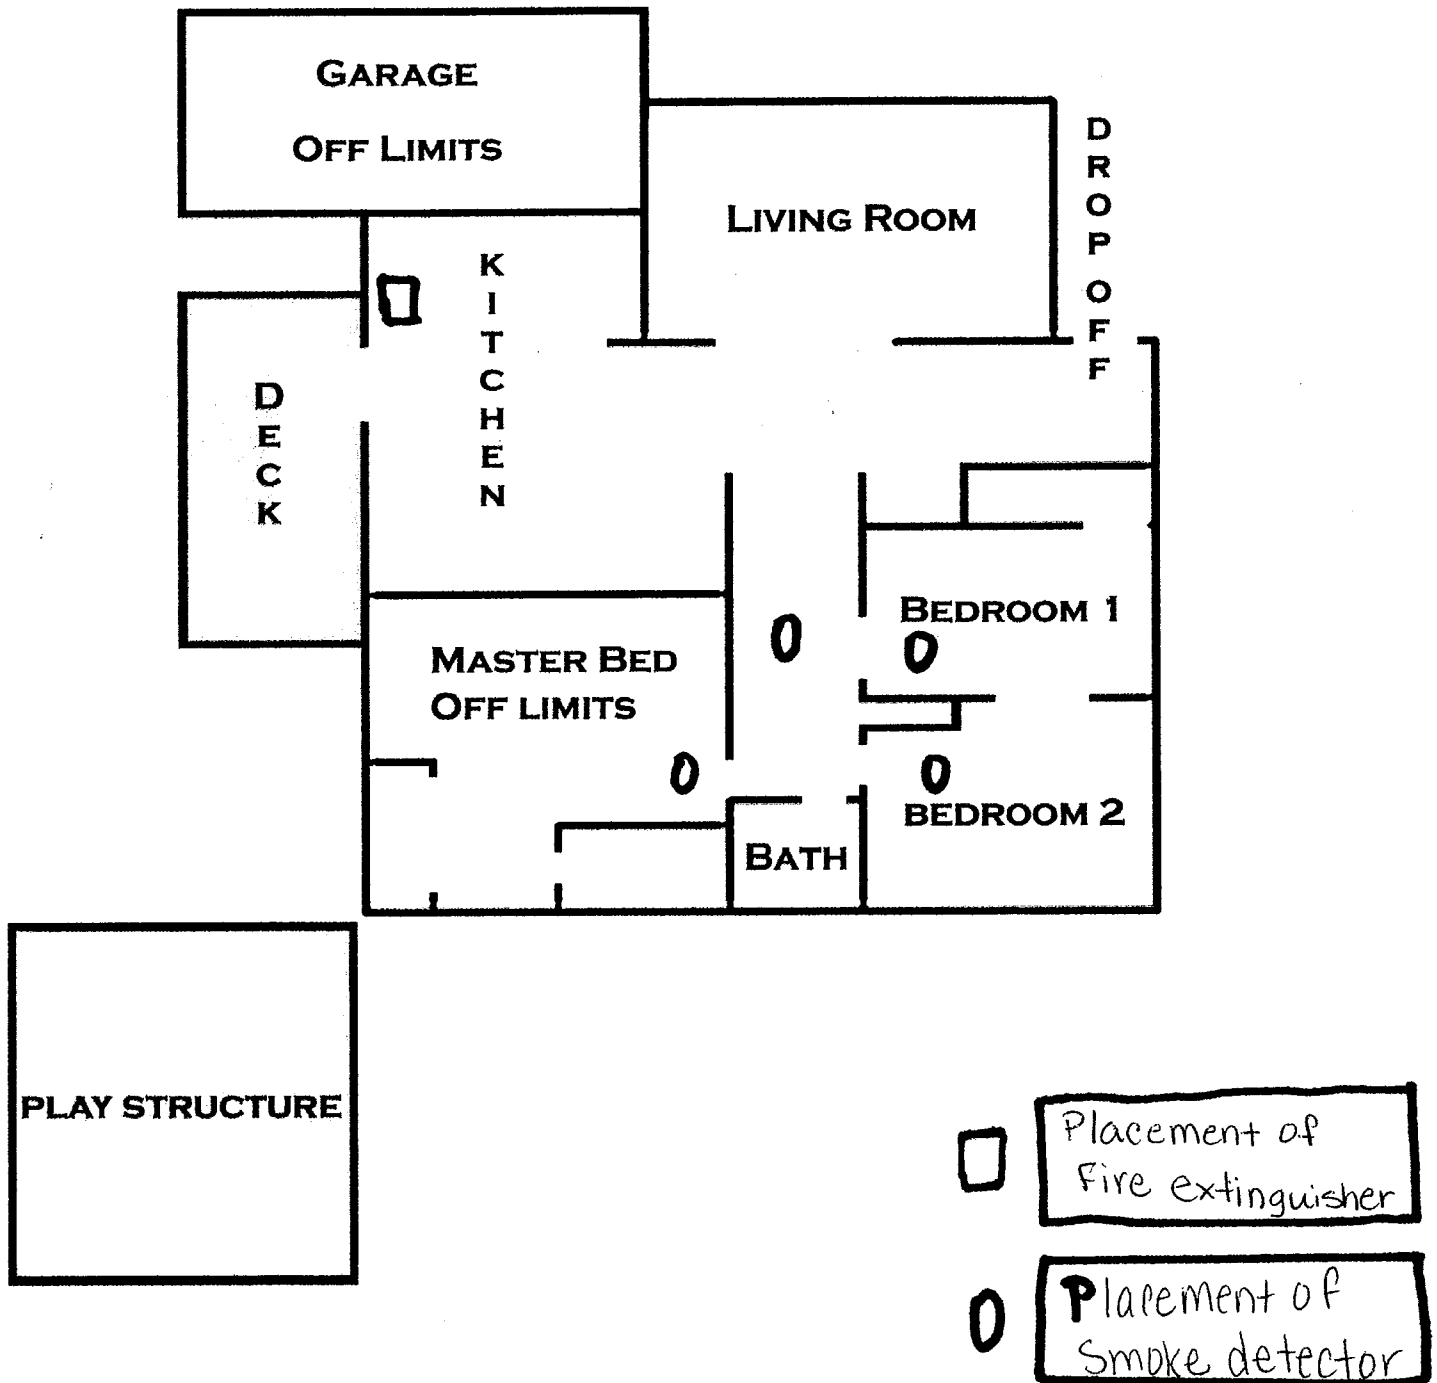 GARAGE
OFF LIMITS
LIVING ROOM
DROP OFF
KITCHEN
DECK
BEDROOM 1
MASTER BED
OFF LIMITS
BEDROOM 2
BATH
PLAY STRUCTURE
Placement of
Fire extinguisher
Placement of
Smoke detector